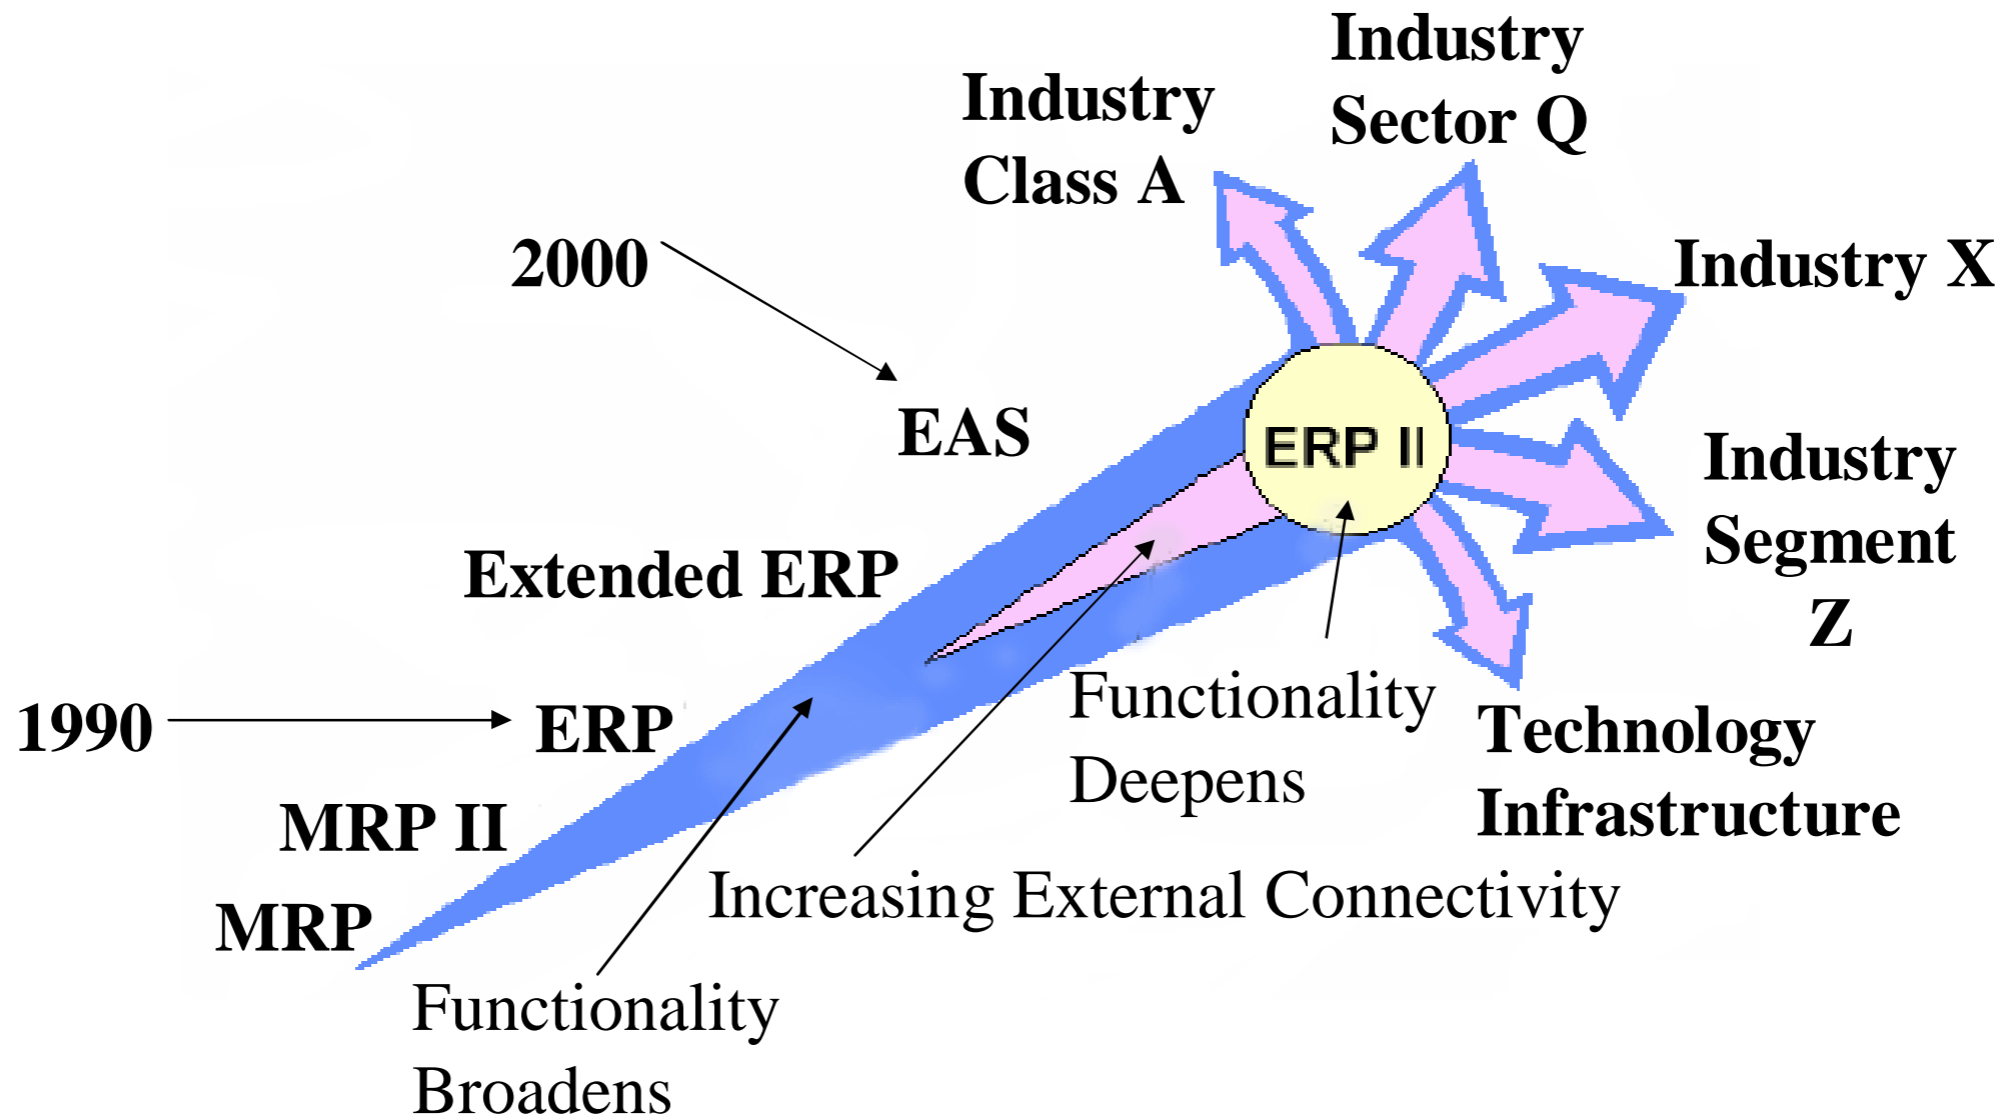 Industry
Sector Q
Industry
Class A
2000
Industry X
EAS
ERP II
Industry
Segment
Z
Extended ERP
1990
ERP
Functionality
Deepens
Technology
Infrastructure
MRP II
MRP
Increasing External Connectivity
Functionality
Broadens